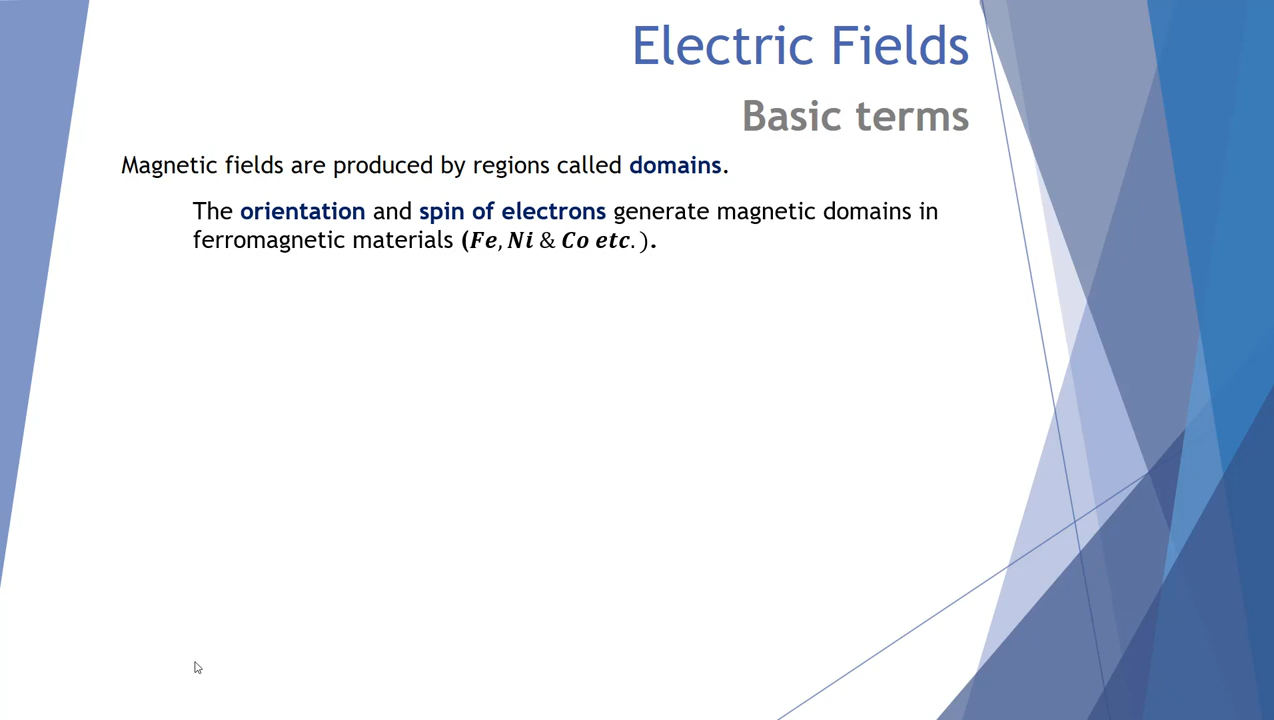 Electric Fields
Basic terms
Magnetic fields are produced by regions called domains.
The orientation and spin of electrons generate magnetic domains in
ferromagnetic materials (Fe, Ni & Co etc.).